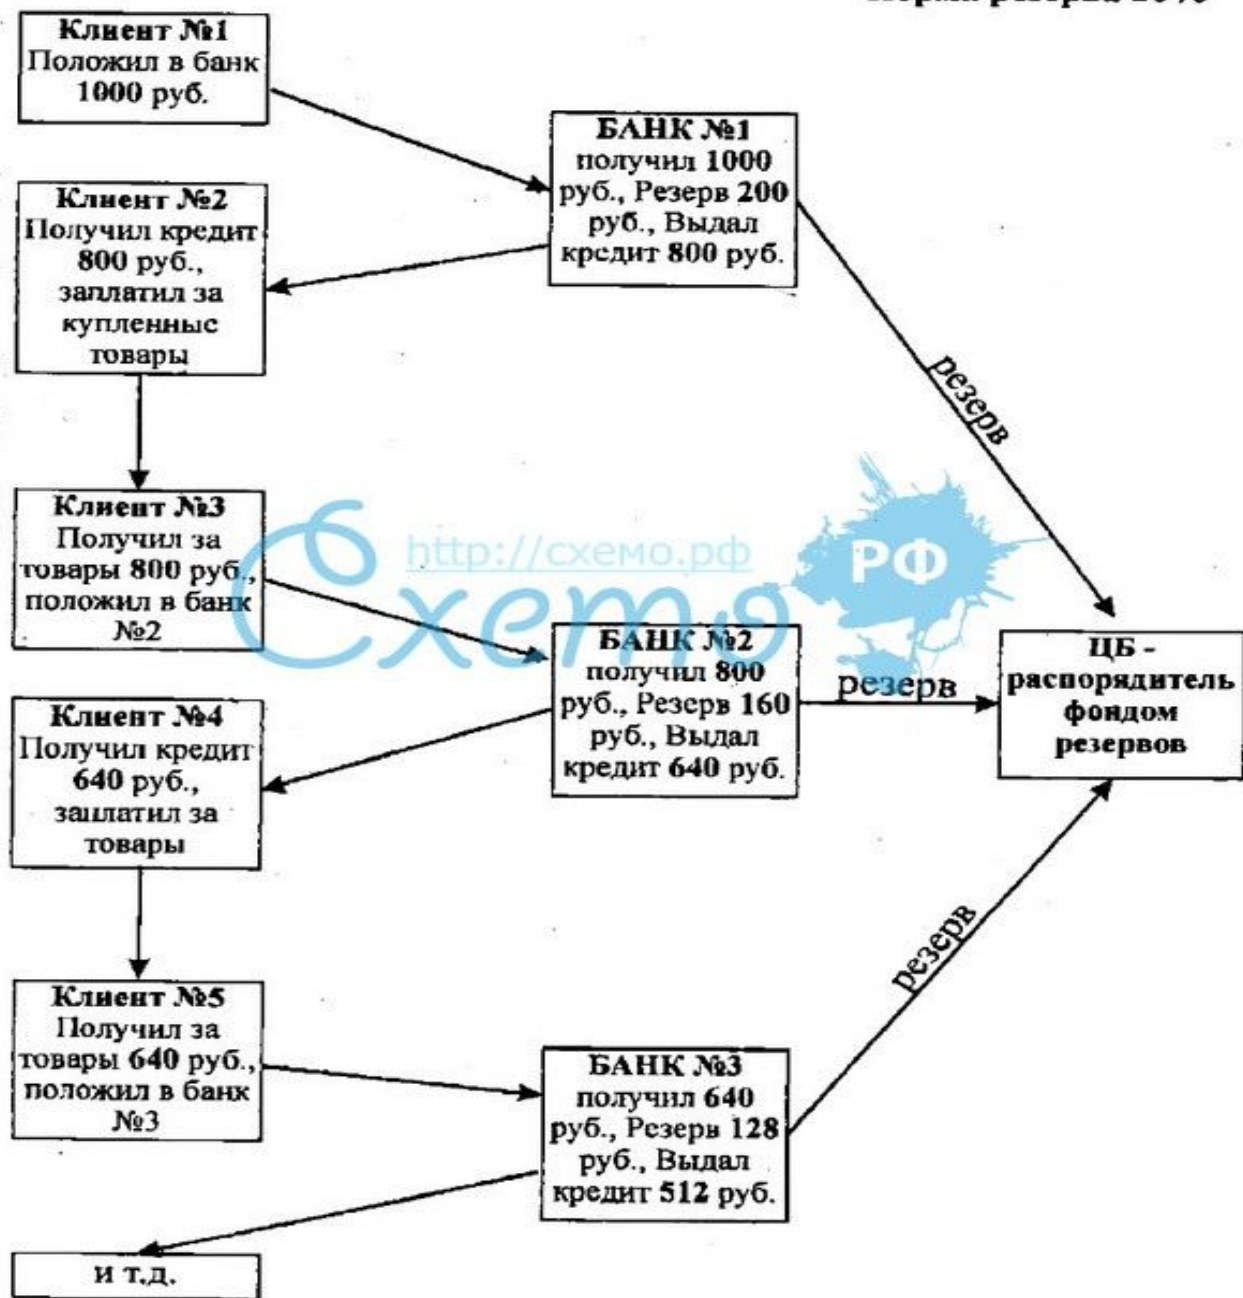 Клиент №1
Положил в банк
1000 руб.
БАНК №1
получил 1000
руб., Резерв 200
руб., Выдал
кредит 800 руб.
Клиент №2
Получил кредит
800 руб.,
заплатил за
купленные
товары
резерв
Клиент №3
Получил за
товары 800 руб.,
положил в банк
№2
http://схемо.рф
Схемо
РФ
БАНК №2
получил 800
руб., Резерв 160
руб., Выдал
кредит 640 руб.
резерв
ЦБ -
распорядитель
фондом
резервов
Клиент №4
Получил кредит
640 руб.,
заплатил за
товары
резерв
Клиент №5
Получил за
товары 640 руб.,
положил в банк
№3
БАНК №3
получил 640
руб., Резерв 128
руб., Выдал
кредит 512 руб.
и т.д.